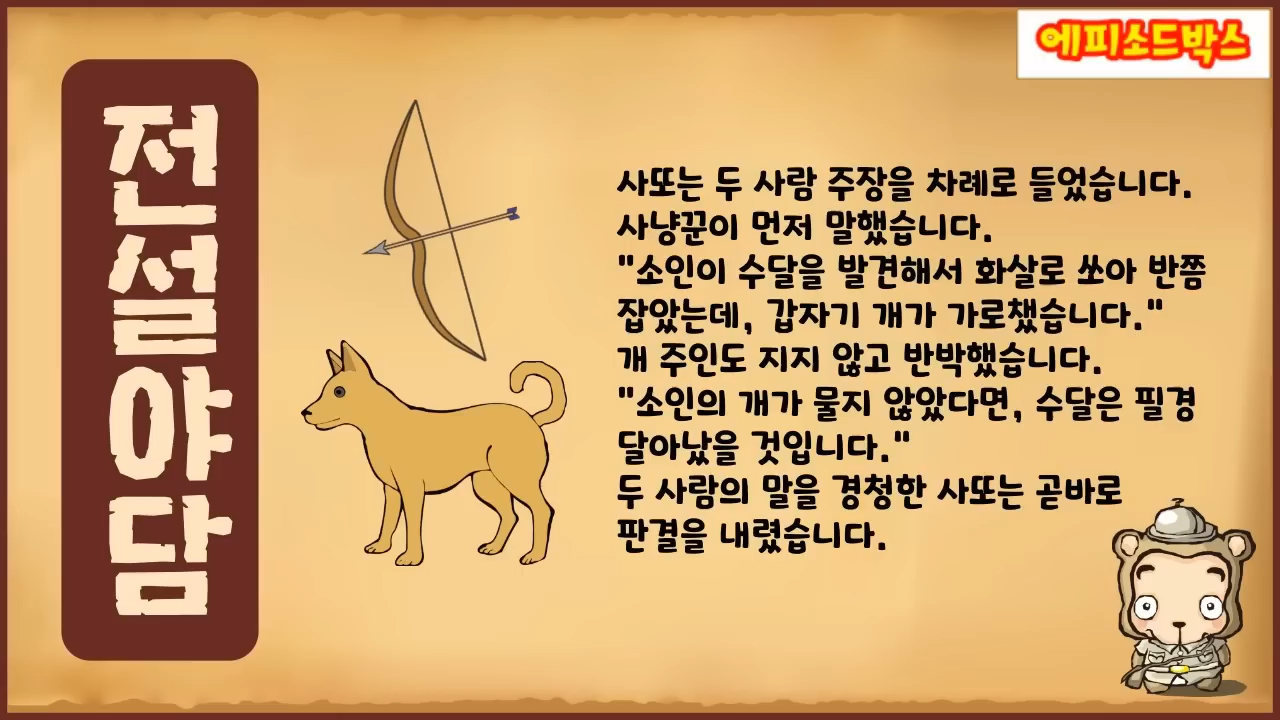 에피소드박스
전설야담
사또는 두 사람 주장을 차례로 들었습니다.
사냥꾼이 먼저 말했습니다.
"소인이 수달을 발견해서 화살로 쏘아 반쯤
잡았는데, 갑자기 개가 가로챘습니다."
개 주인도 지지 않고 반박했습니다.
"소인의 개가 물지 않았다면, 수달은 필경
달아났을 것입니다."
두 사람의 말을 경청한 사또는 곧바로
판결을 내렸습니다.